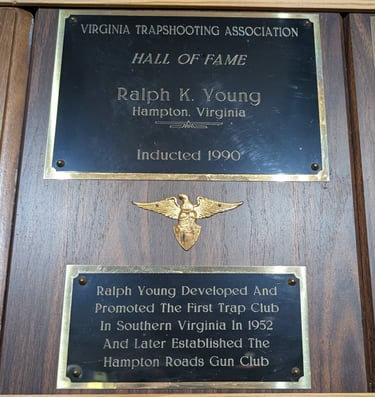 VIRGINIA TRAPSHOOTING ASSOCIATION
HALL OF FAME
Ralph K. Young
Hampton, Virginia
Inducted 1990
Ralph Young Developed And
Promoted The First Trap Club
In Southern Virginia In 1952
And Later Established The
Hampton Roads Gun Club